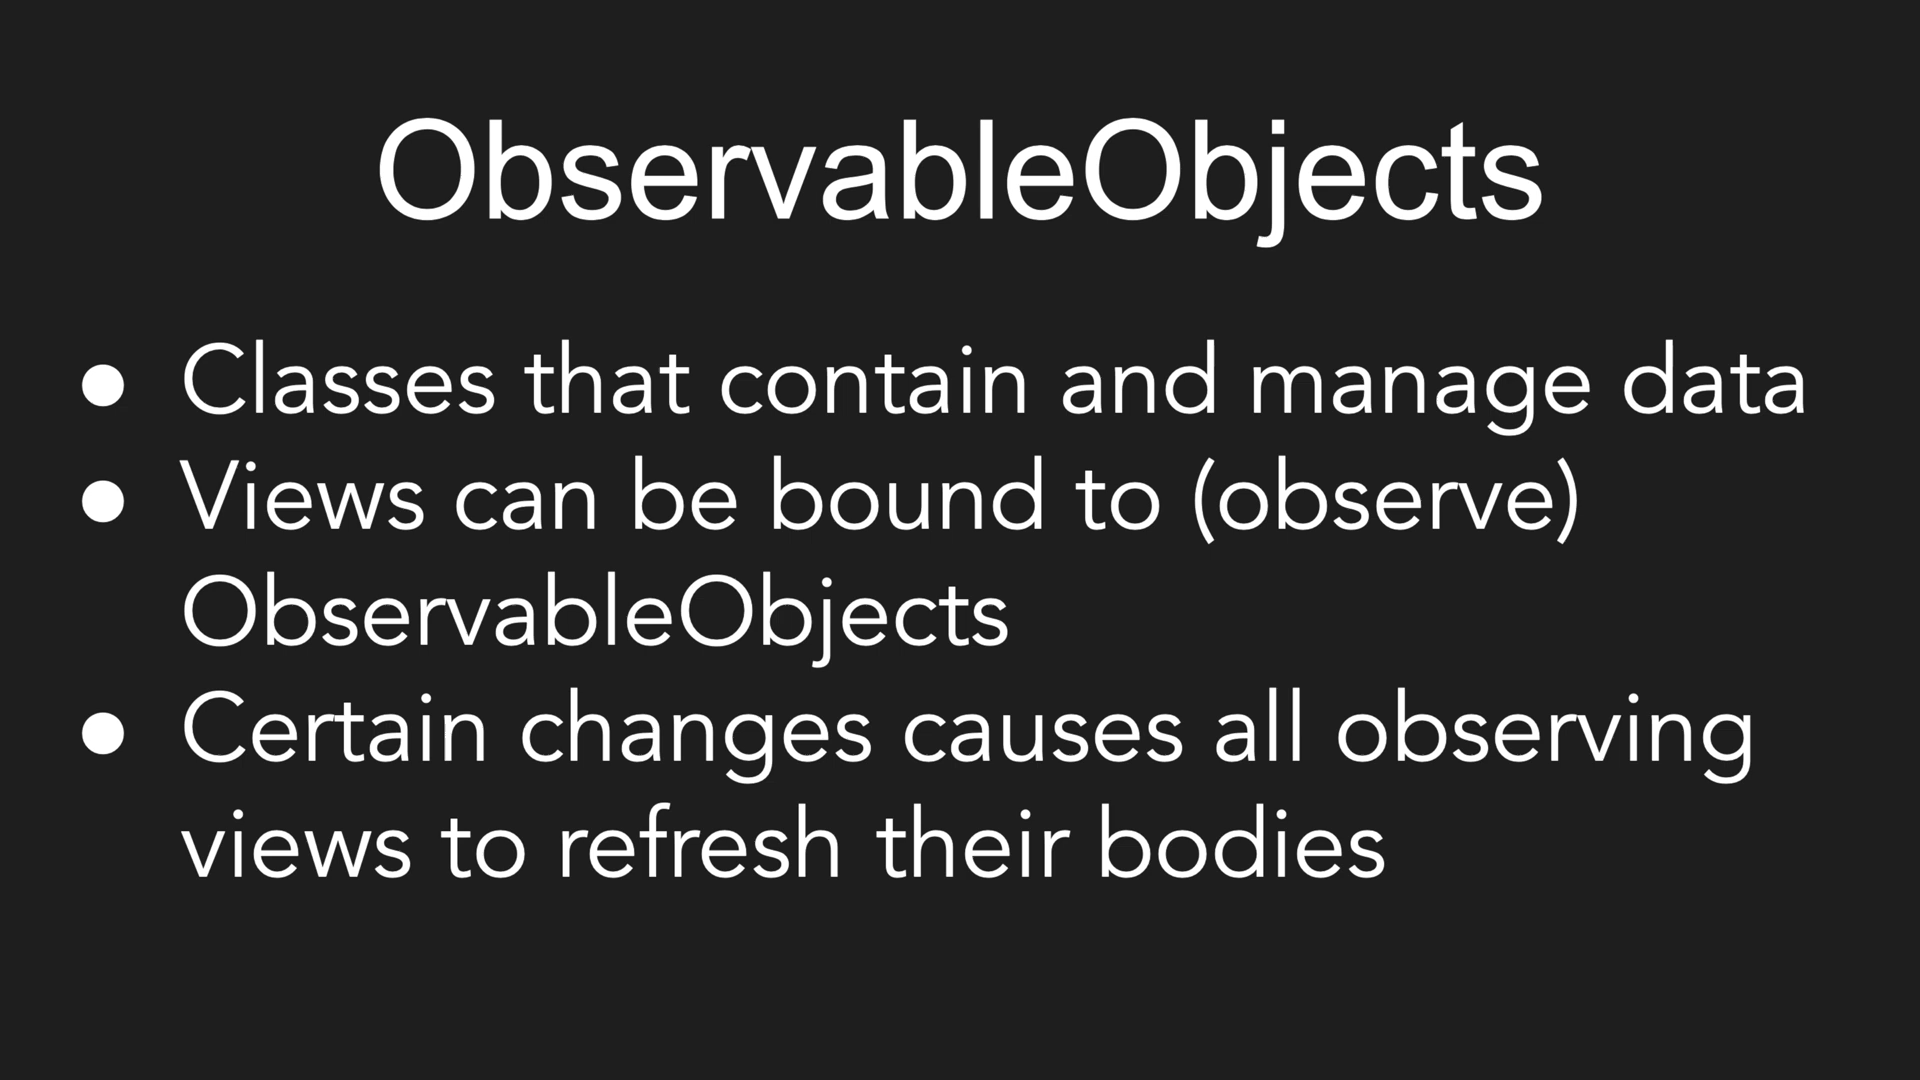 ObservableObjects
● Classes that contain and manage data
● Views can be bound to (observe)
ObservableObjects
● Certain changes causes all observing
views to refresh their bodies